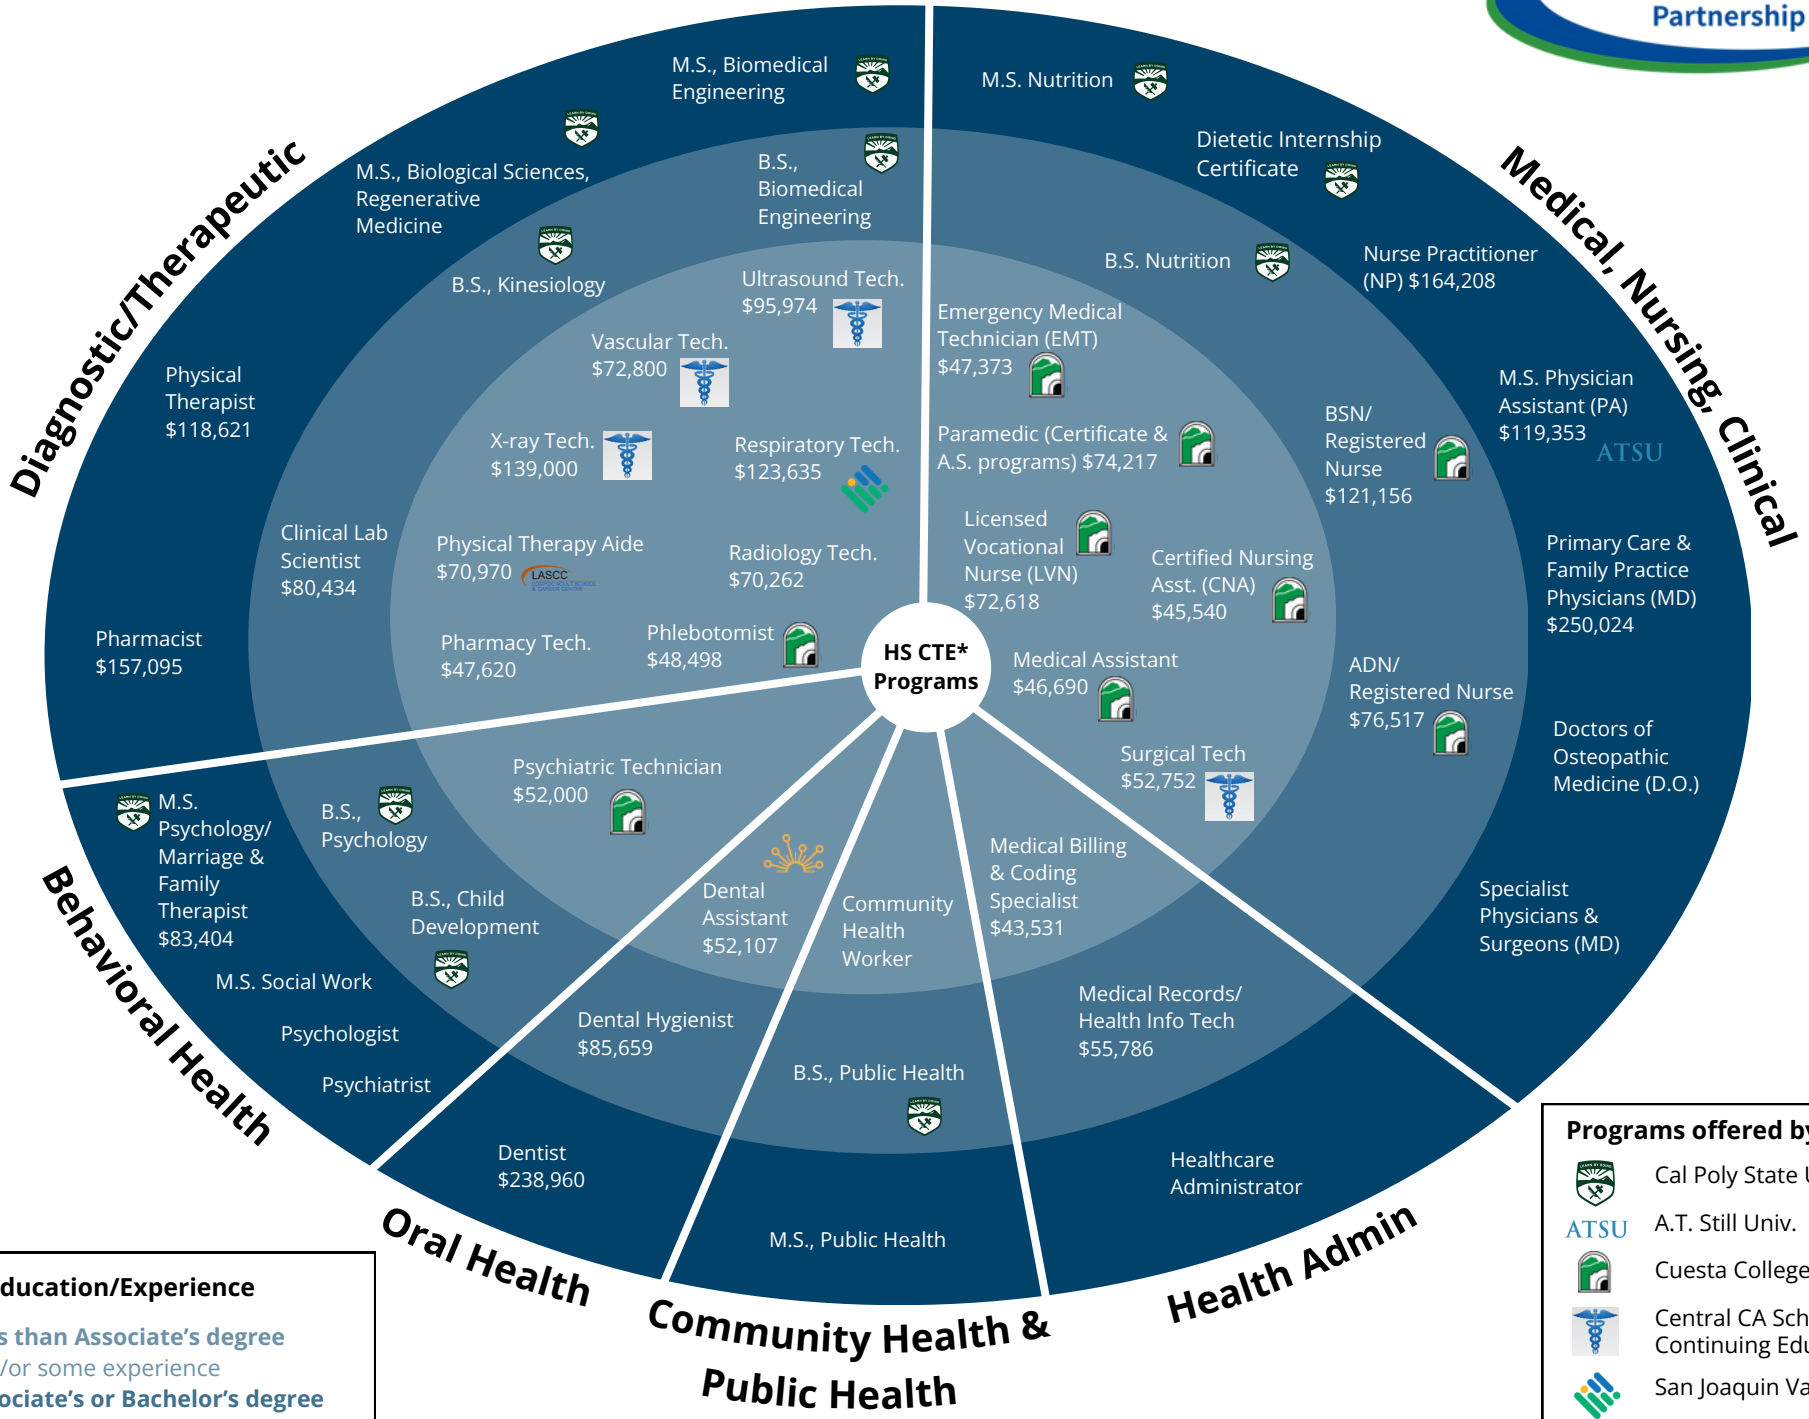 Partnership
M.S., Biomedical
Engineering
M.S. Nutrition
Dietetic Internship
Certificate
M.S., Biological Sciences,
Regenerative
Medicine
B.S.,
Biomedical
Engineering
B.S., Kinesiology
B.S. Nutrition
Nurse Practitioner
(NP) $164,208
Diagnostic/Therapeutic
Medical, Nursing, Clinical
Ultrasound Tech.
$95,974
Vascular Tech.
$72,800
Emergency Medical
Technician (EMT)
$47,373
Physical
Therapist
$118,621
M.S. Physician
Assistant (PA)
$119,353
ATSU
X-ray Tech.
$139,000
Respiratory Tech.
$123,635
Paramedic (Certificate &
A.S. programs) $74,217
BSN/
Registered
Nurse
$121,156
Clinical Lab
Scientist
$80,434
Physical Therapy Aide
$70,970
LASCC
Radiology Tech.
$70,262
Licensed
Vocational
Nurse (LVN)
$72,618
Certified Nursing
Asst. (CNA)
$45,540
Primary Care &
Family Practice
Physicians (MD)
$250,024
Pharmacist
$157,095
Pharmacy Tech.
$47,620
Phlebotomist
$48,498
HS CTE*
Programs
Medical Assistant
$46,690
ADN/
Registered Nurse
$76,517
Doctors of
Osteopathic
Medicine (D.O.)
Surgical Tech
$52,752
Psychiatric Technician
$52,000
M.S.
Psychology/
Marriage &
Family
Therapist
$83,404
B.S.,
Psychology
B.S., Child
Development
M.S. Social Work
Psychologist
Psychiatrist
Behavioral Health
Dental
Assistant
$52,107
Community
Health
Worker
Medical Billing
& Coding
Specialist
$43,531
Specialist
Physicians &
Surgeons (MD)
Dental Hygienist
$85,659
B.S., Public Health
Medical Records/
Health Info Tech
$55,786
Dentist
$238,960
M.S., Public Health
Healthcare
Administrator
Oral Health
Community Health &
Public Health
Health Admin
ducation/Experience
s than Associate's degree
/or some experience
ociate's or Bachelor's degree
Programs offered by
Cal Poly State U
ATSU
A.T. Still Univ.
Cuesta College
Central CA Sch
Continuing Edu
San Joaquin Va